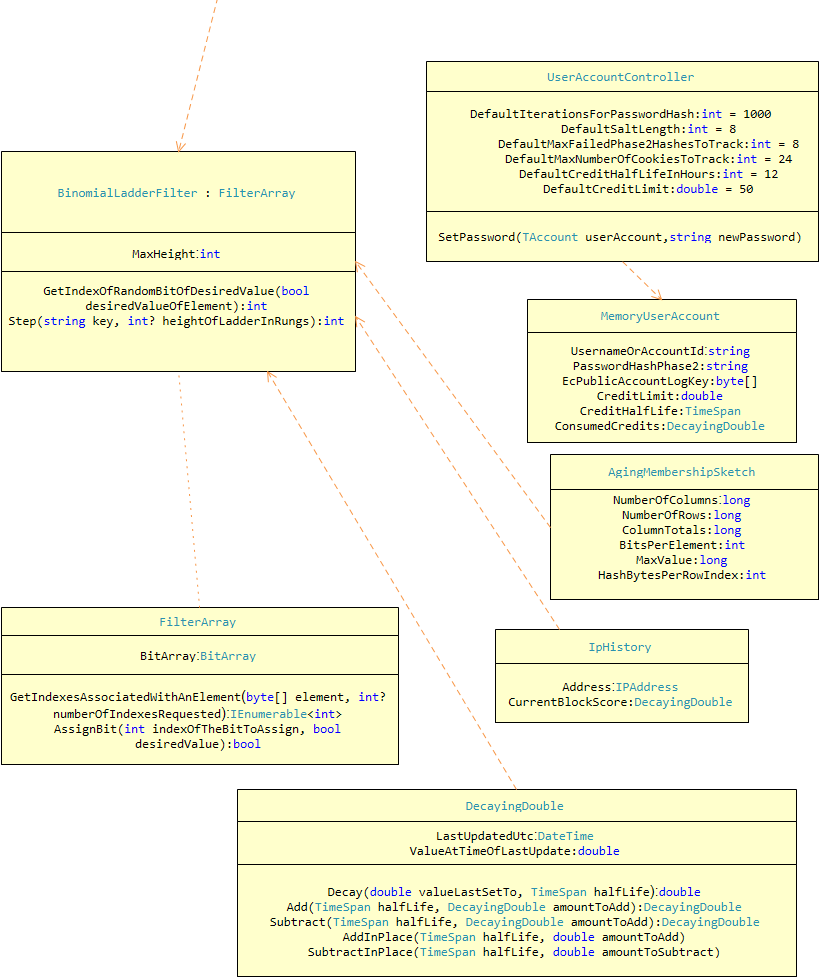 UserAccountController
DefaultIterationsForPasswordHash:int = 1000
DefaultSaltLength:int = 8
DefaultMaxFailedPhase2HashesToTrack:int = 8
DefaultMaxNumberOfCookiesToTrack:int = 24
DefaultCreditHalfLifeInHours:int = 12
DefaultCreditLimit:double = 50
SetPassword(TAccount userAccount,string newPassword)
BinomialLadderFilter : FilterArray
MaxHeight:int
GetIndexOfRandomBitOfDesiredValue(bool
desiredValueOfElement):int
Step(string key, int? heightOfLadderInRungs):int
MemoryUserAccount
UsernameOrAccountId:string
PasswordHashPhase2:string
EcPublicAccountLogKey:byte[]
CreditLimit:double
CreditHalfLife:TimeSpan
ConsumedCredits:DecayingDouble
AgingMembershipSketch
NumberOfColumns:long
NumberOfRows:long
ColumnTotals:long
BitsPerElement:int
MaxValue:long
HashBytesPerRowIndex:int
FilterArray
BitArray:BitArray
GetIndexesAssociatedWithAnElement(byte[] element, int?
numberOfIndexesRequested):IEnumerable<int>
AssignBit(int indexOfTheBitToAssign, bool
desiredValue):bool
IpHistory
Address:IPAddress
CurrentBlockScore:DecayingDouble
DecayingDouble
LastUpdatedUtc:DateTime
ValueAtTimeOfLastUpdate:double
Decay(double valueLastSetTo, TimeSpan halfLife):double
Add(TimeSpan halfLife, DecayingDouble amountToAdd):DecayingDouble
Subtract(TimeSpan halfLife, DecayingDouble amountToAdd):DecayingDouble
AddInPlace(TimeSpan halfLife, double amountToAdd)
SubtractInPlace(TimeSpan halfLife, double amountToSubtract)